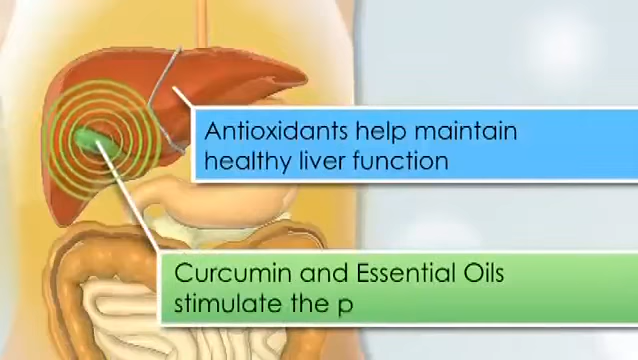 Antioxidants help maintain
healthy liver function
Curcumin and Essential Oils
stimulate the p